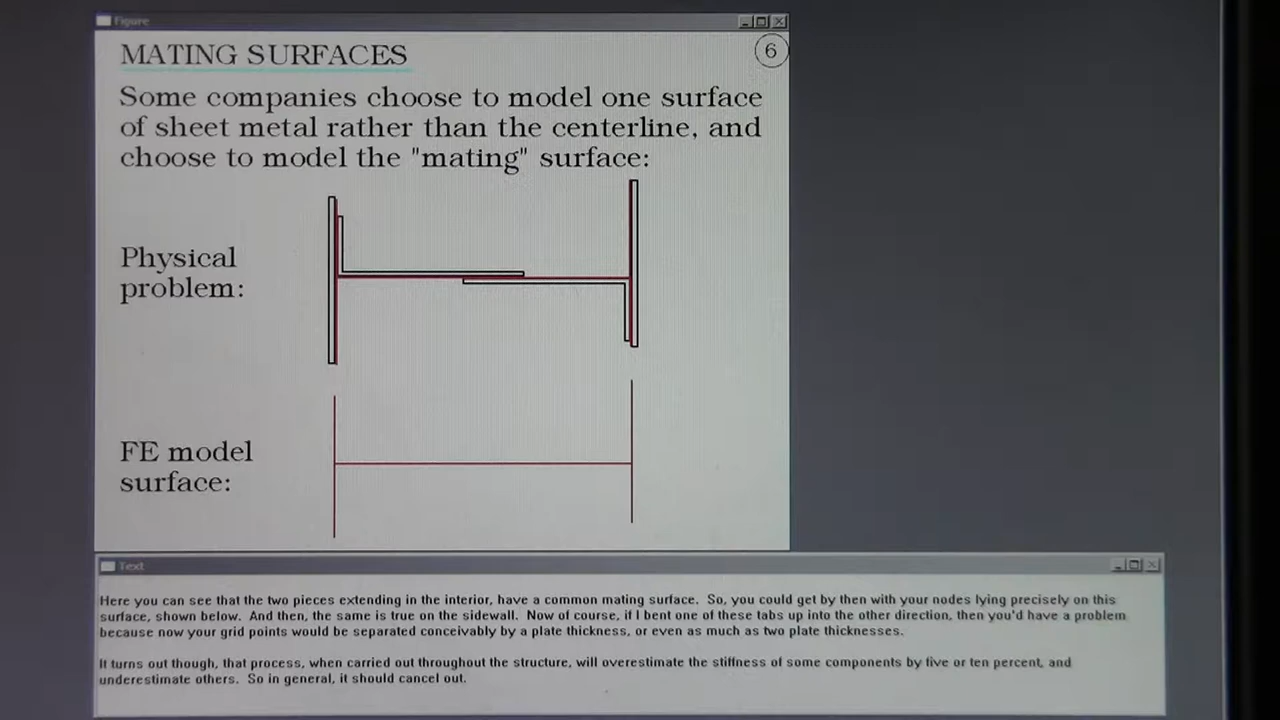 Figure
MATING SURFACES
6
Some companies choose to model one surface
of sheet metal rather than the centerline, and
choose to model the "mating" surface:
Physical
problem:
FE model
surface:
Text
Here you can see that the two pieces extending in the interior, have a common mating surface. So, you could get by then with your nodes lying precisely on this
surface, shown below. And then, the same is true on the sidewall. Now of course, if I bent one of these tabs up into the other direction, then you'd have a problem
because now your grid points would be separated conceivably by a plate thickness, or even as much as two plate thicknesses.
It turns out though, that process, when carried out throughout the structure, will overestimate the stiffness of some components by five or ten percent, and
underestimate others. So in general, it should cancel out.